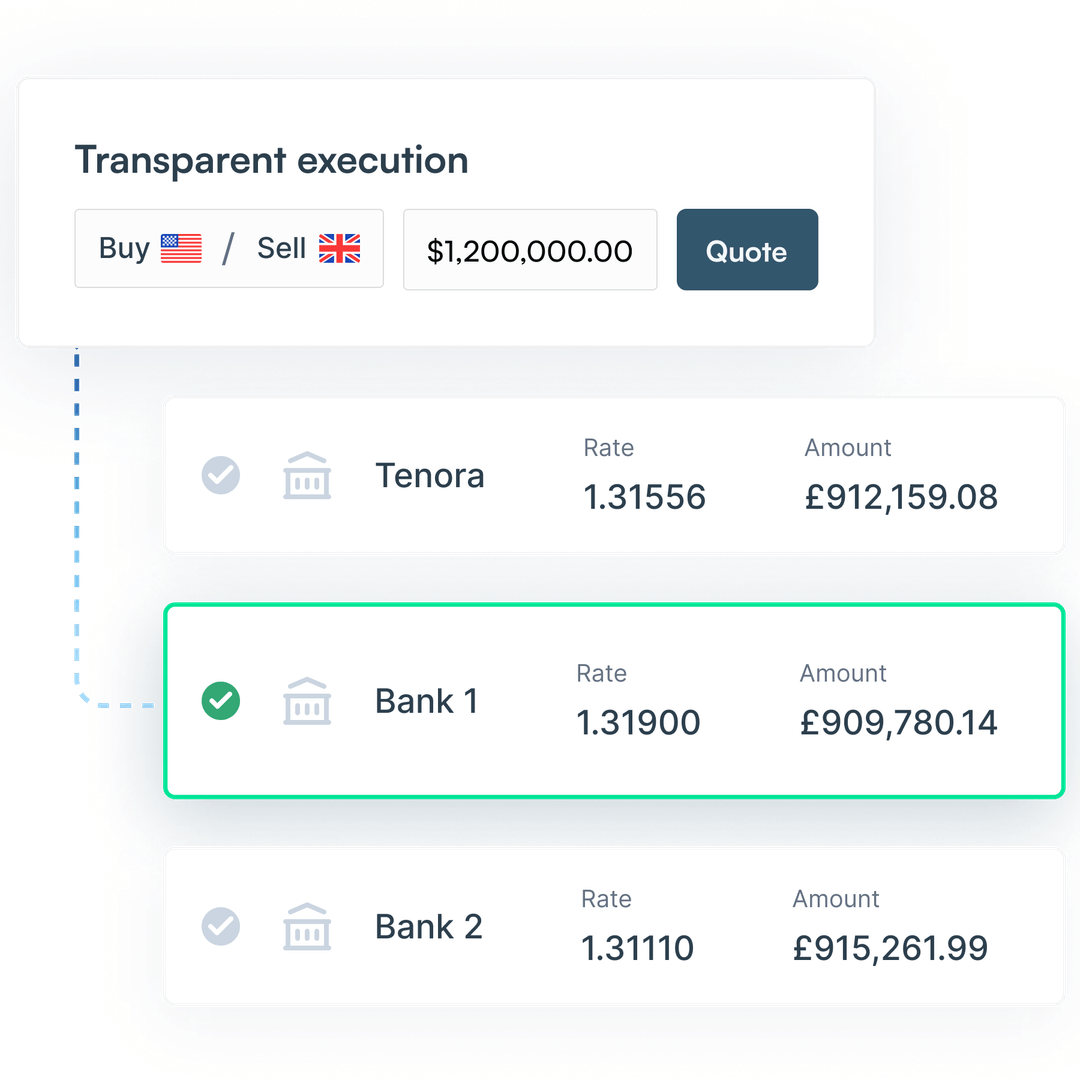 Transparent execution
Buy / Sell
$1,200,000.00
Quote
Tenora
Rate
1.31556
Amount
£912,159.08
Bank 1
Rate
1.31900
Amount
£909,780.14
Bank 2
Rate
1.31110
Amount
£915,261.99